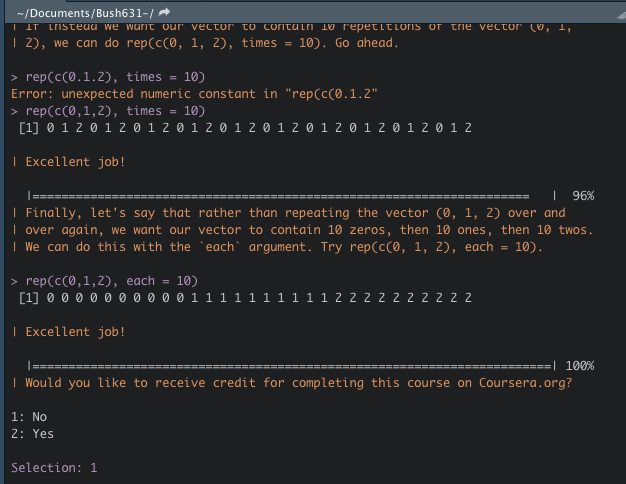 ~/Documents/Bush631-/
| If instead we want our vector to contain 10 repetitions of the vector (0, 1,
| 2), we can do rep(c(0, 1, 2), times = 10). Go ahead.
> rep(c(0.1.2), times = 10)
Error: unexpected numeric constant in "rep(c(0.1.2"
> rep(c(0,1,2), times = 10)
[1] 0 1 2 0 1 2 0 1 2 0 1 2 0 1 2 0 1 2 0 1 2 0 1 2 0 1 2 0 1 2
| Excellent job!
|======================================================================   |  96%
| Finally, let's say that rather than repeating the vector (0, 1, 2) over and
| over again, we want our vector to contain 10 zeros, then 10 ones, then 10 twos.
| We can do this with the `each` argument. Try rep(c(0, 1, 2), each = 10).
> rep(c(0,1,2), each = 10)
[1] 0 0 0 0 0 0 0 0 0 0 1 1 1 1 1 1 1 1 1 1 2 2 2 2 2 2 2 2 2 2
| Excellent job!
|=========================================================================| 100%
| Would you like to receive credit for completing this course on Coursera.org?
1: No
2: Yes
Selection: 1